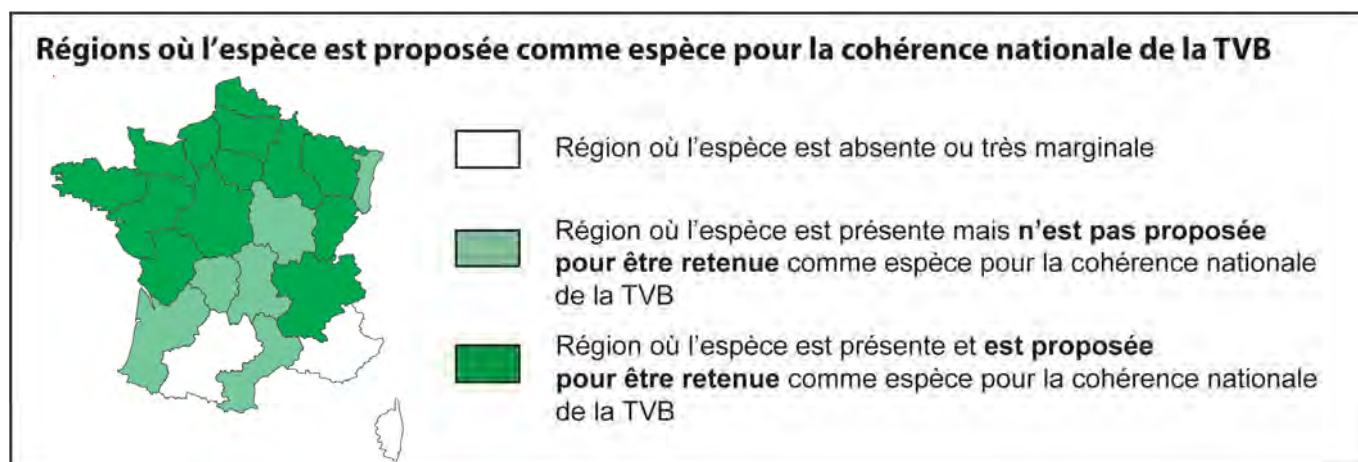 Régions où l'espèce est proposée comme espèce pour la cohérence nationale de la TVB
Région où l'espèce est absente ou très marginale
Région où l'espèce est présente mais n'est pas proposée
pour être retenue comme espèce pour la cohérence nationale
de la TVB
Région où l'espèce est présente et est proposée
pour être retenue comme espèce pour la cohérence nationale
de la TVB